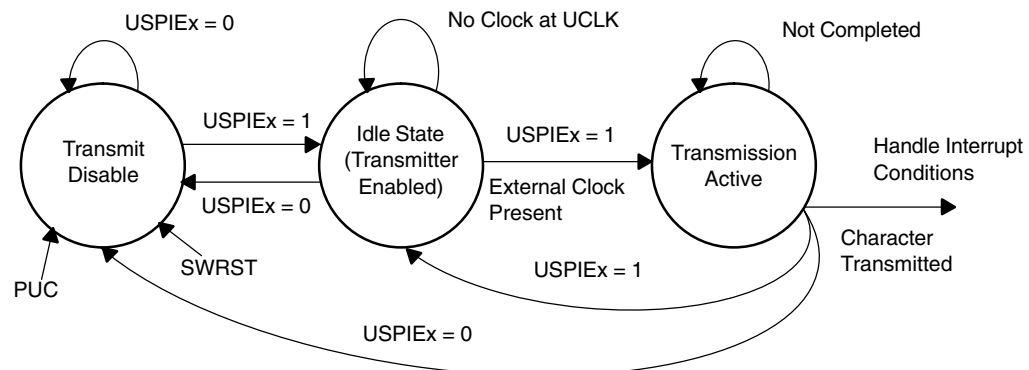 USPIEx = 0
No Clock at UCLK
Not Completed
USPIEx = 1
Transmit
Disable
USPIEx = 0
Idle State
(Transmitter
Enabled)
USPIEx = 1
External Clock
Present
Transmission
Active
Handle Interrupt
Conditions
Character
Transmitted
PUC
SWRST
USPIEx = 1
USPIEx = 0